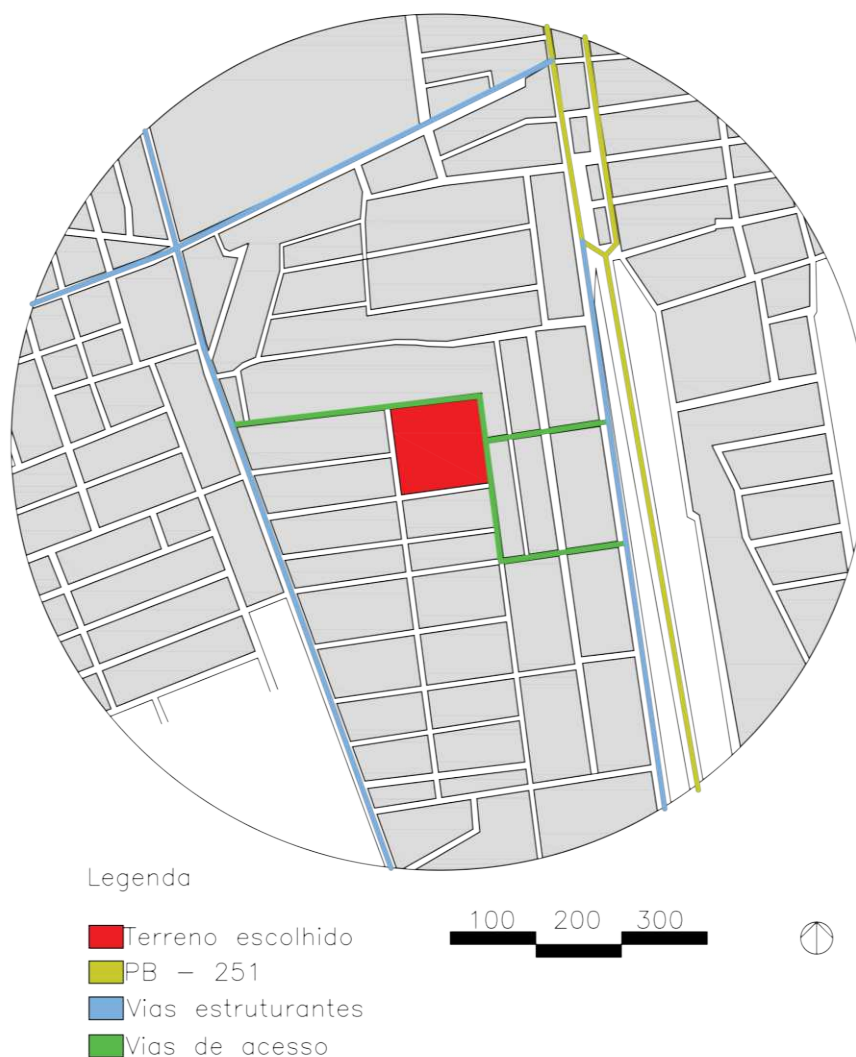 Legenda
100 200 300
Terreno escolhido
PB - 251
Vias estruturantes
Vias de acesso